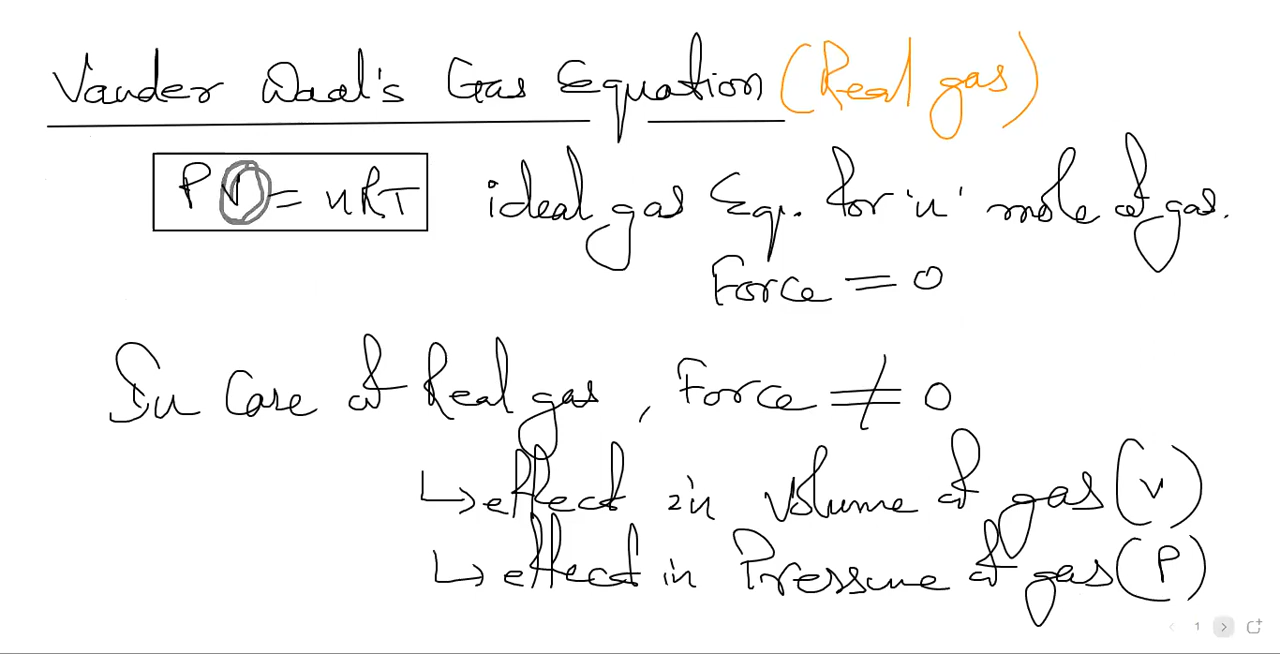 Vander Waal's Gas Equation (Real gas)
PV = nRT ideal gas Eq. for 'n' mole of gas.
Force = 0
In Case of Real gas, Force ≠ 0
↳ effect in Volume of gas (V)
↳ effect in Pressure of gas (P)
1